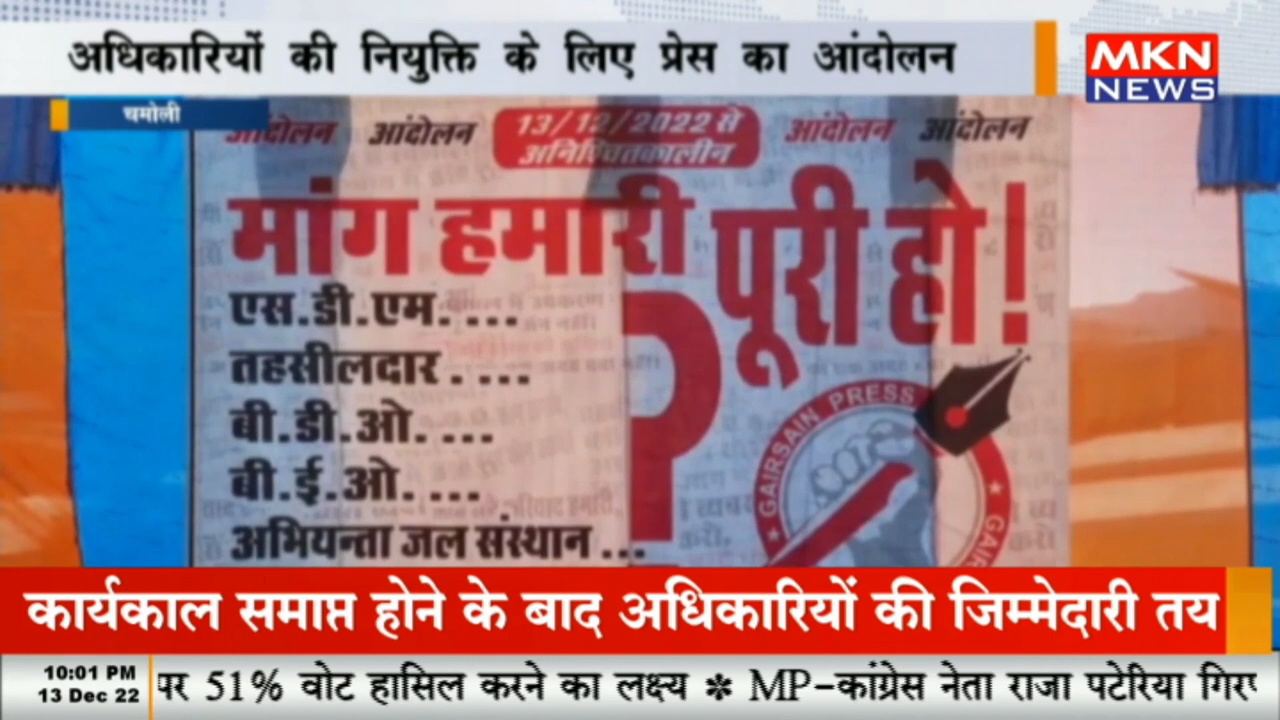 अधिकारियों की नियुक्ति के लिए प्रेस का आंदोलन
MKN
NEWS
चमोली
आंदोलन आंदोलन 13/12/2022 से आंदोलन आंदोलन
अनिश्चितकालीन
मांग हमारी पूरी हो!
एस.डी.एम. ...
तहसीलदार . ...
बी.डी.ओ. ...
बी.ई.ओ. ...
अभियन्ता जल संस्थान ...
?
GAIRSAIN PRESS
कार्यकाल समाप्त होने के बाद अधिकारियों की जिम्मेदारी तय
10:01 PM
13 Dec 22
पर 51% वोट हासिल करने का लक्ष्य * MP-कांग्रेस नेता राजा पटेरिया